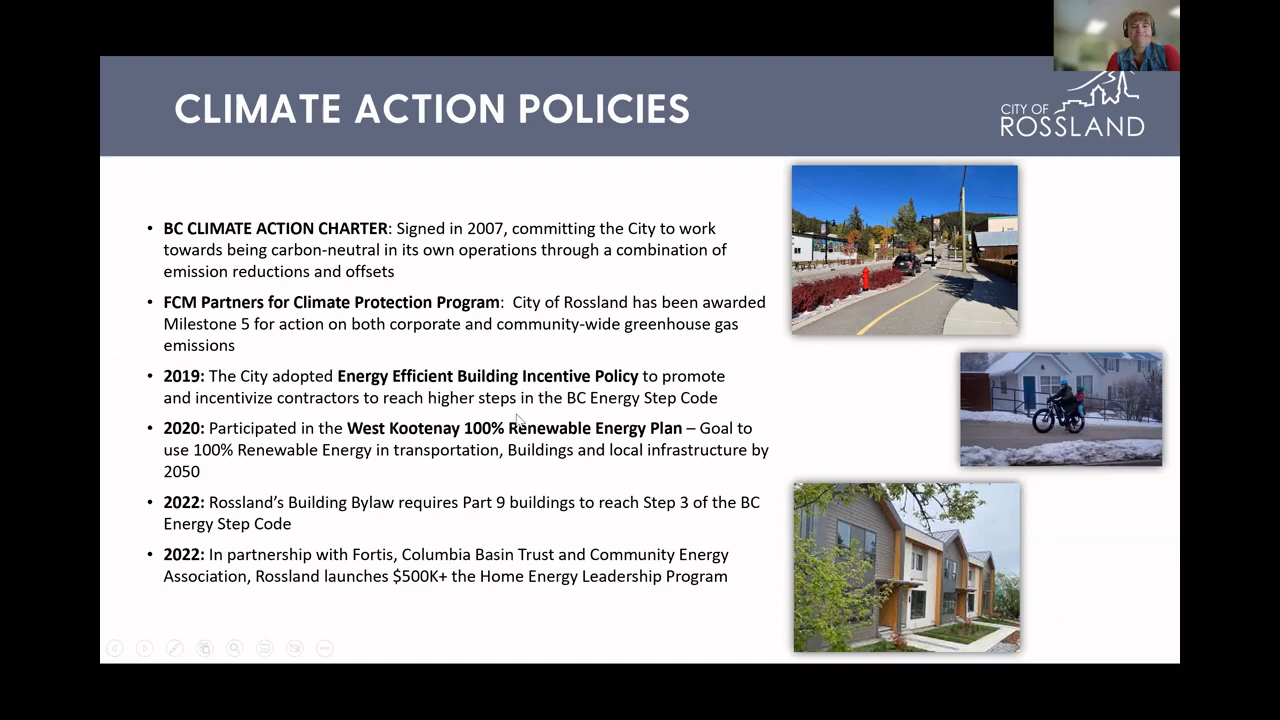 CLIMATE ACTION POLICIES
CITY OF
ROSSLAND
• BC CLIMATE ACTION CHARTER: Signed in 2007, committing the City to work
towards being carbon-neutral in its own operations through a combination of
emission reductions and offsets
• FCM Partners for Climate Protection Program:  City of Rossland has been awarded
Milestone 5 for action on both corporate and community-wide greenhouse gas
emissions
• 2019: The City adopted Energy Efficient Building Incentive Policy to promote
and incentivize contractors to reach higher steps in the BC Energy Step Code
• 2020: Participated in the West Kootenay 100% Renewable Energy Plan – Goal to
use 100% Renewable Energy in transportation, Buildings and local infrastructure by
2050
• 2022: Rossland’s Building Bylaw requires Part 9 buildings to reach Step 3 of the BC
Energy Step Code
• 2022: In partnership with Fortis, Columbia Basin Trust and Community Energy
Association, Rossland launches $500K+ the Home Energy Leadership Program